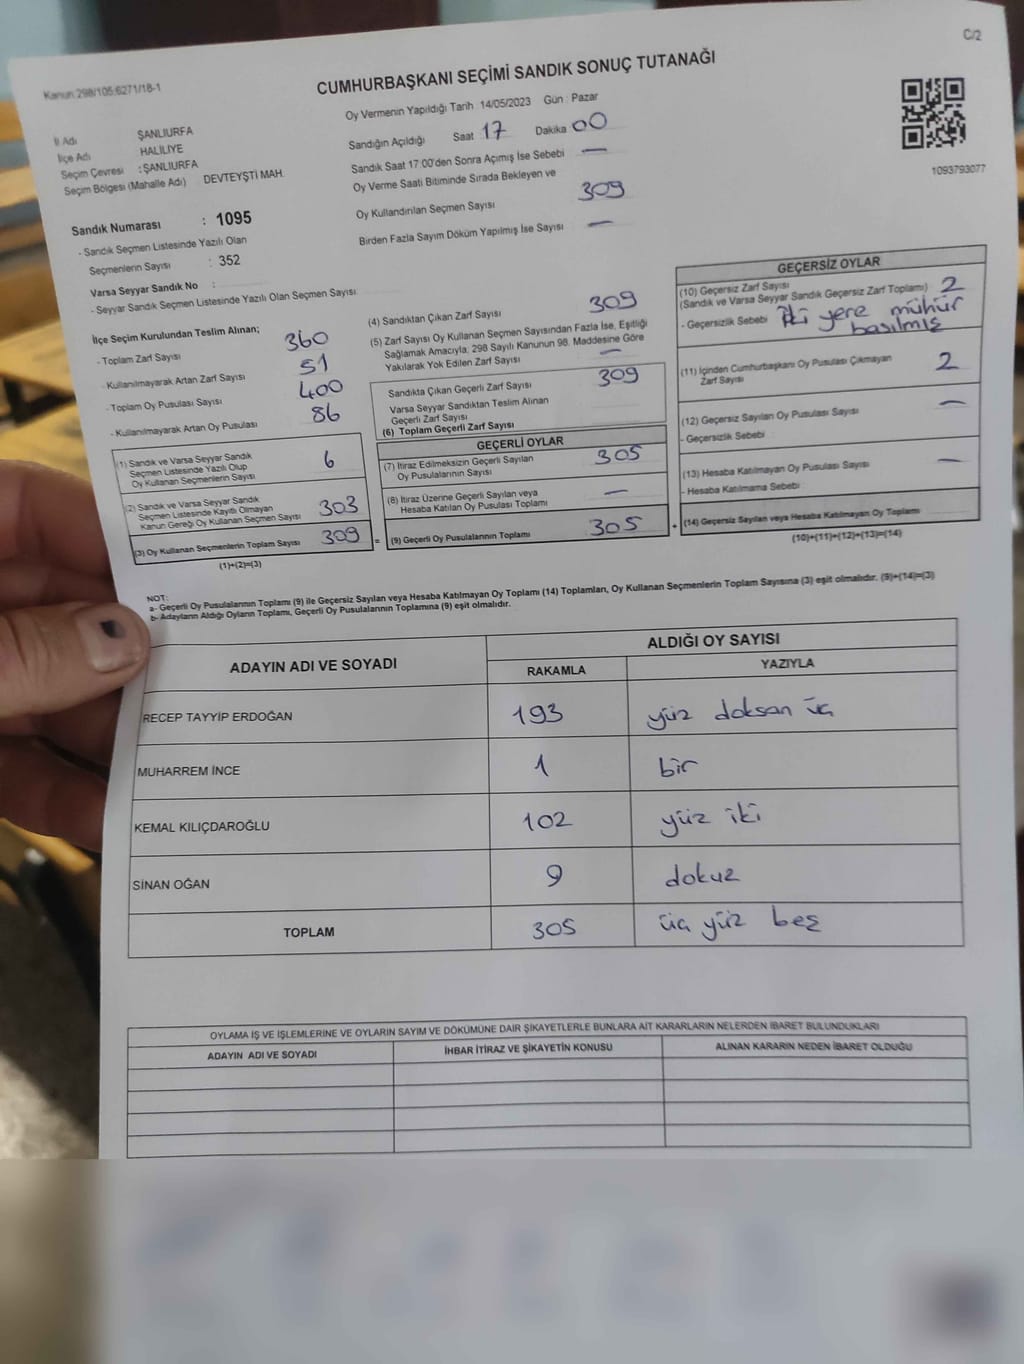 C/2
Kanun 298/105:6271/18-1
CUMHURBAŞKANI SEÇİMİ SANDIK SONUÇ TUTANAĞI
Oy Vermenin Yapıldığı Tarih 14/05/2023 Gün : Pazar
İl Adı ŞANLIURFA
İlçe Adı HALİLİYE
Seçim Çevresi : ŞANLIURFA
Seçim Bölgesi (Mahalle Adı) DEVTEYŞTİ MAH.
Sandığın Açıldığı Saat 17 Dakika 00
Sandık Saat 17:00'den Sonra Açımış İse Sebebi —
Oy Verme Saati Bitiminde Sırada Bekleyen ve
Oy Kullandırılan Seçmen Sayısı 309
Birden Fazla Sayım Döküm Yapılmış İse Sayısı —
1093793077
Sandık Numarası : 1095
- Sandık Seçmen Listesinde Yazılı Olan
Seçmenlerin Sayısı : 352
Varsa Seyyar Sandık No :
- Seyyar Sandık Seçmen Listesinde Yazılı Olan Seçmen Sayısı
İlçe Seçim Kurulundan Teslim Alınan;
- Toplam Zarf Sayısı 360
- Kullanılmayarak Artan Zarf Sayısı 51
- Toplam Oy Pusulası Sayısı 400
- Kullanılmayarak Artan Oy Pusulası 86
(1) Sandık ve Varsa Seyyar Sandık
Seçmen Listesinde Yazılı Olup
Oy Kullanan Seçmenlerin Sayısı 6
(2) Sandık ve Varsa Seyyar Sandık
Seçmen Listesinde Kayıtlı Olmayan
Kanun Gereği Oy Kullanan Seçmen Sayısı 303
(3) Oy Kullanan Seçmenlerin Toplam Sayısı 309 =
(1)+(2)=(3)
(4) Sandıktan Çıkan Zarf Sayısı 309
(5) Zarf Sayısı Oy Kullanan Seçmen Sayısından Fazla İse, Eşitliği
Sağlamak Amacıyla, 298 Sayılı Kanunun 98. Maddesine Göre
Yakılarak Yok Edilen Zarf Sayısı —
Sandıkta Çıkan Geçerli Zarf Sayısı 309
Varsa Seyyar Sandıktan Teslim Alınan
Geçerli Zarf Sayısı
(6) Toplam Geçerli Zarf Sayısı
GEÇERLİ OYLAR
(7) İtiraz Edilmeksizin Geçerli Sayılan
Oy Pusulalarının Sayısı 305
(8) İtiraz Üzerine Geçerli Sayılan veya
Hesaba Katılan Oy Pusulası Toplamı —
(9) Geçerli Oy Pusulalarının Toplamı 305 +
GEÇERSİZ OYLAR
(10) Geçersiz Zarf Sayısı
(Sandık ve Varsa Seyyar Sandık Geçersiz Zarf Toplamı) 2
- Geçersizlik Sebebi iki yere mühür
basılmış
(11) İçinden Cumhurbaşkanı Oy Pusulası Çıkmayan
Zarf Sayısı 2
(12) Geçersiz Sayılan Oy Pusulası Sayısı —
- Geçersizlik Sebebi
(13) Hesaba Katılmayan Oy Pusulası Sayısı —
- Hesaba Katılmama Sebebi
(14) Geçersiz Sayılan veya Hesaba Katılmayan Oy Toplamı
(10)+(11)+(12)+(13)=(14)
NOT:
a- Geçerli Oy Pusulalarının Toplamı (9) ile Geçersiz Sayılan veya Hesaba Katılmayan Oy Toplamı (14) Toplamları, Oy Kullanan Seçmenlerin Toplam Sayısına (3) eşit olmalıdır. (9)+(14)=(3)
b- Adayların Aldığı Oyların Toplamı, Geçerli Oy Pusulalarının Toplamına (9) eşit olmalıdır.
ADAYIN ADI VE SOYADI ALDIĞI OY SAYISI
RAKAMLA YAZIYLA
RECEP TAYYİP ERDOĞAN 193 yüz doksan üç
MUHARREM İNCE 1 bir
KEMAL KILIÇDAROĞLU 102 yüz iki
SİNAN OĞAN 9 dokuz
TOPLAM 305 üç yüz beş
OYLAMA İŞ VE İŞLEMLERİNE VE OYLARIN SAYIM VE DÖKÜMÜNE DAİR ŞİKAYETLERLE BUNLARA AİT KARARLARIN NELERDEN İBARET BULUNDUKLARI
ADAYIN ADI VE SOYADI İHBAR İTİRAZ VE ŞİKAYETİN KONUSU ALINAN KARARIN NEDEN İBARET OLDUĞU